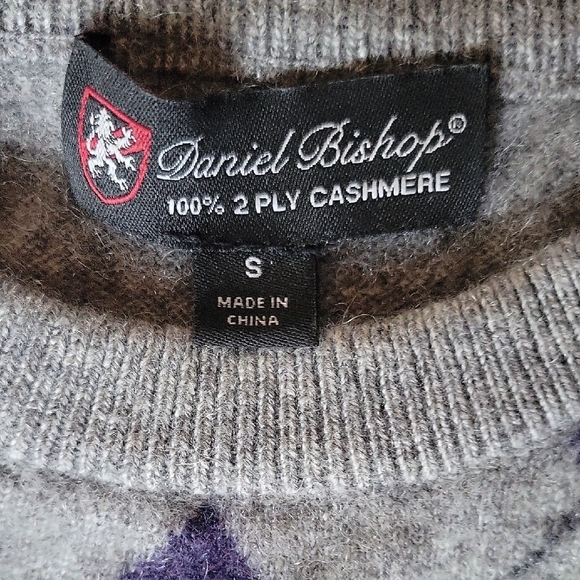 Daniel Bishop®
100% 2 PLY CASHMERE
S
MADE IN
CHINA